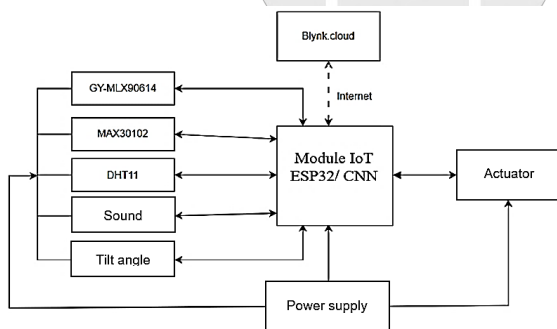 Blynk.cloud
Internet
GY-MLX90614
MAX30102
DHT11
Sound
Tilt angle
Module IoT
ESP32/ CNN
Actuator
Power supply